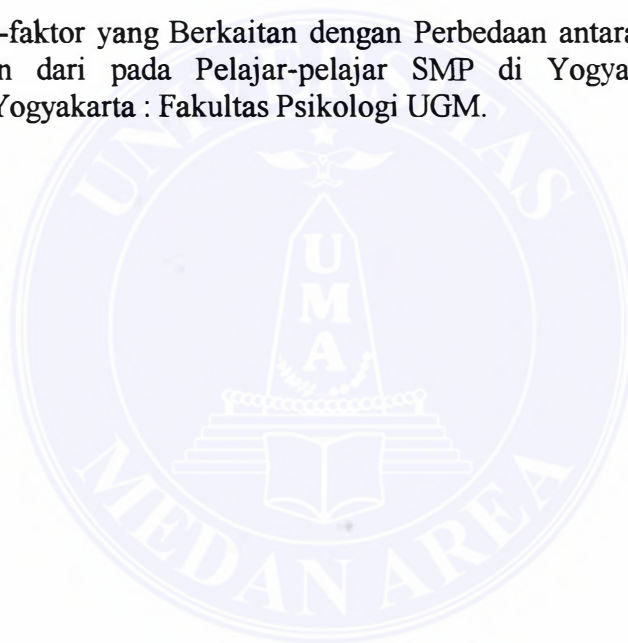 -faktor yang Berkaitan dengan Perbedaan antara
n dari pada Pelajar-pelajar SMP di Yogya
Yogyakarta : Fakultas Psikologi UGM.
UNIVERSITAS
U
M
A
MEDAN AREA